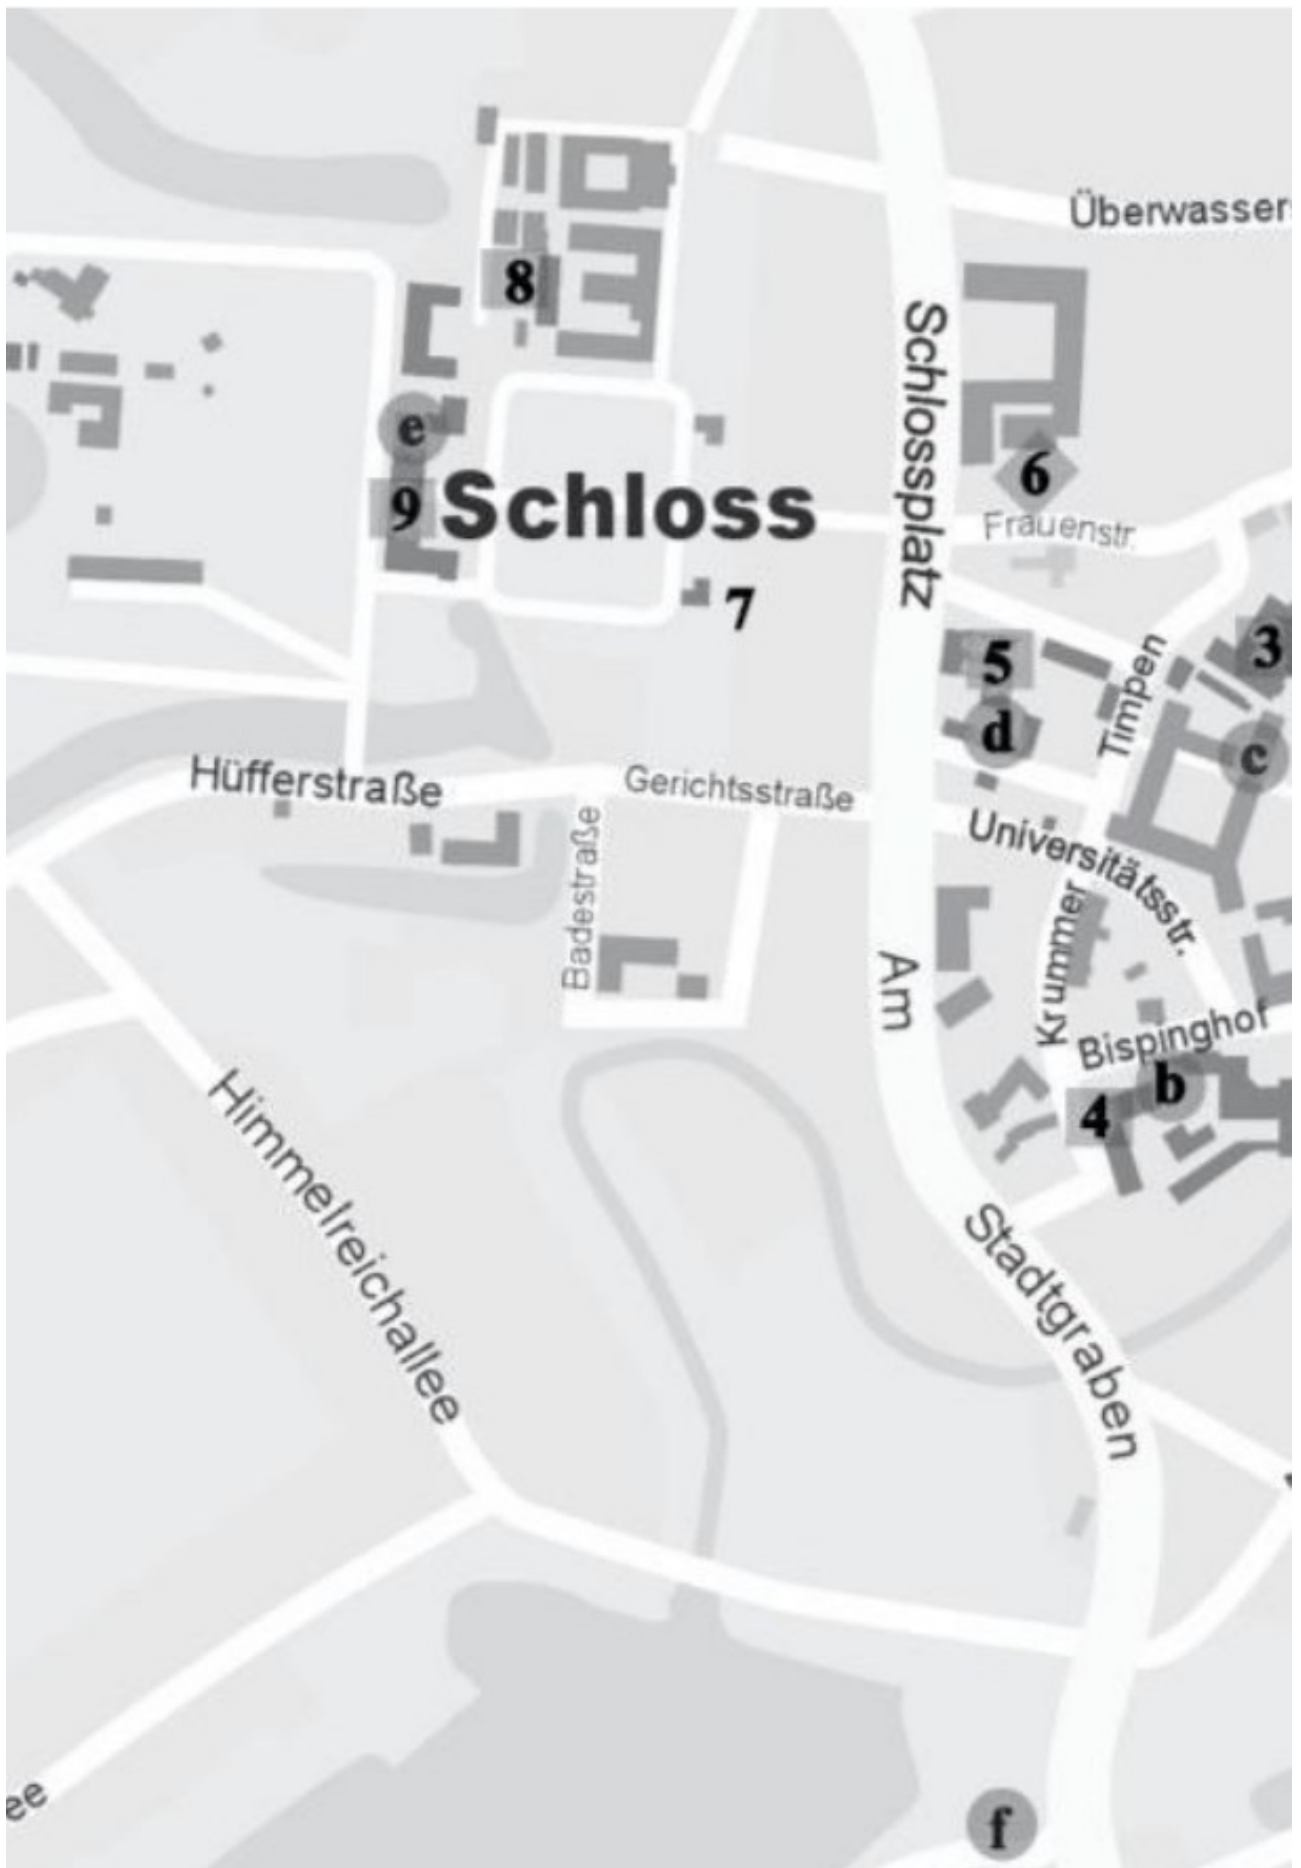 Überwassers
8
Schlossplatz
e
6
9
Schloss
Frauenstr.
7
3
5
Timpen
d
c
Hüfferstraße
Gerichtsstraße
Badestraße
Universitätsstr.
Krummer
Am
Bispinghof
b
4
Himmelreichallee
Stadtgraben
ee
f